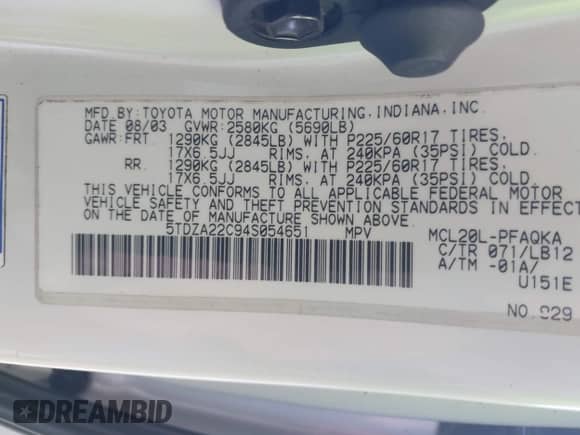 MFD.BY:TOYOTA MOTOR MANUFACTURING,INDIANA,INC.
DATE 08/03 GVWR:2580KG (5690LB)
GAWR:FRT 1290KG (2845LB) WITH P225/60R17 TIRES,
17X6.5JJ RIMS, AT 240KPA (35PSI) COLD.
RR 1290KG (2845LB) WITH P225/60R17 TIRES,
17X6.5JJ RIMS, AT 240KPA (35PSI) COLD.
THIS VEHICLE CONFORMS TO ALL APPLICABLE FEDERAL MOTOR
VEHICLE SAFETY AND THEFT PREVENTION STANDARDS IN EFFECT
ON THE DATE OF MANUFACTURE SHOWN ABOVE.
5TDZA22C94S054651 MPV MCL20L-PFAQKA
C/TR 071/LB12
A/TM -01A/
U151E
NO.929
DREAMBID